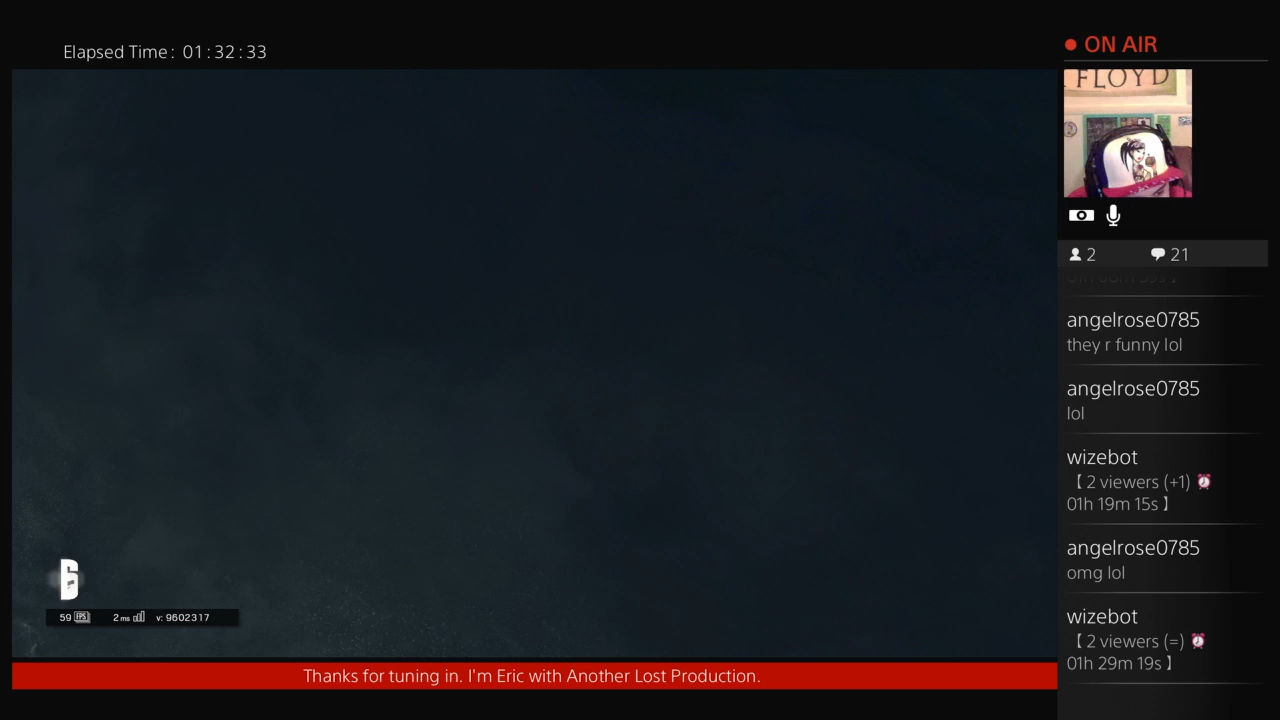 Elapsed Time: 01:32:33
ON AIR
FLOYD
2
21
angelrose0785
they r funny lol
angelrose0785
lol
wizebot
【2 viewers (+1) ⏰
01h 19m 15s】
angelrose0785
omg lol
wizebot
【2 viewers (=) ⏰
01h 29m 19s】
6
59 FPS 2 ms v: 9602317
Thanks for tuning in. I'm Eric with Another Lost Production.